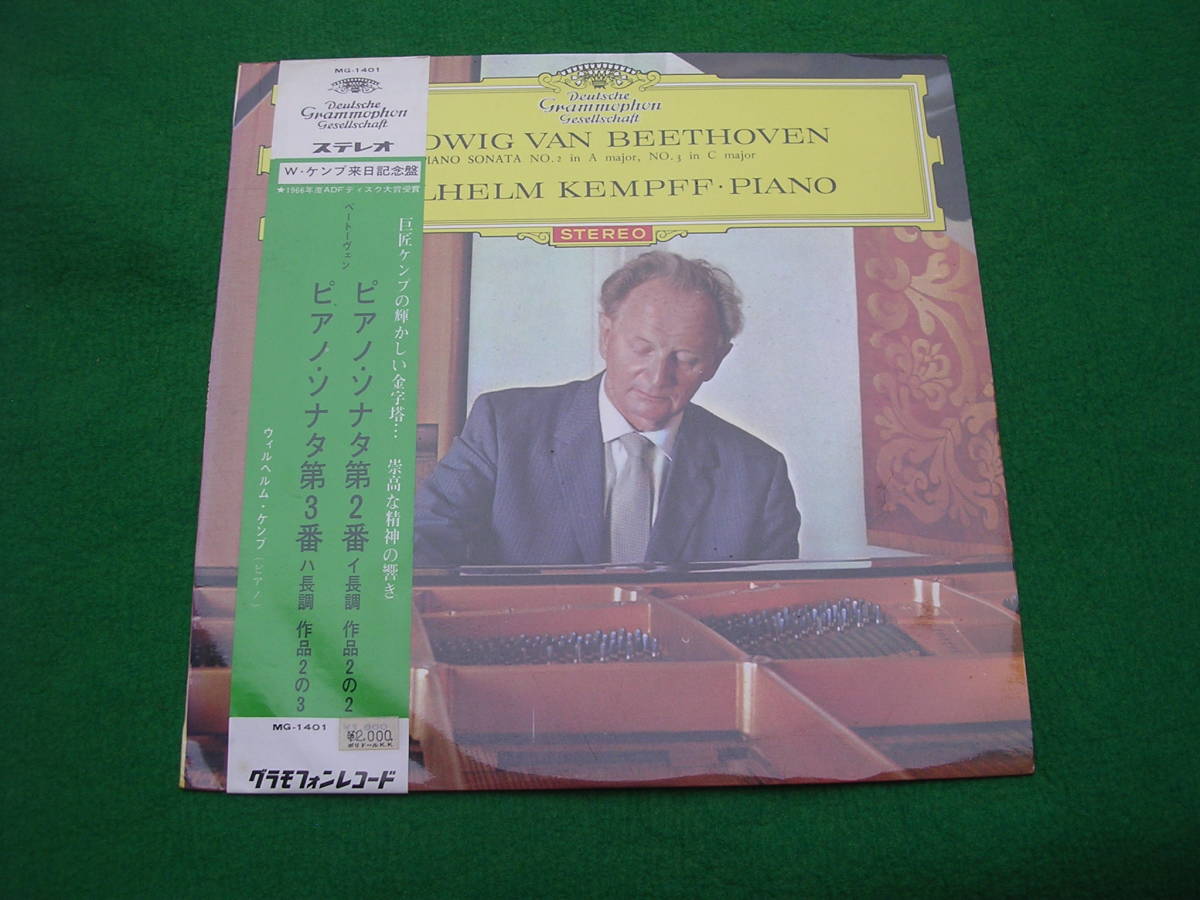 MG-1401
Deutsche
Grammophon
Gesellschaft
ステレオ
W・ケンプ来日記念盤
★1966年度ADFディスク大賞受賞
巨匠ケンプの輝かしい金字塔… 崇高な精神の響き
ベートーヴェン
ピアノ・ソナタ第2番 イ長調 作品2の2
ピアノ・ソナタ第3番 ハ長調 作品2の3
ウィルヘルム・ケンプ(ピアノ)
MG-1401
¥2,000
ポリドールK.K.
グラモフォンレコード
Deutsche
Grammophon
Gesellschaft
DWIG VAN BEETHOVEN
IANO SONATA NO.2 in A major, NO.3 in C major
LHELM KEMPFF · PIANO
STEREO